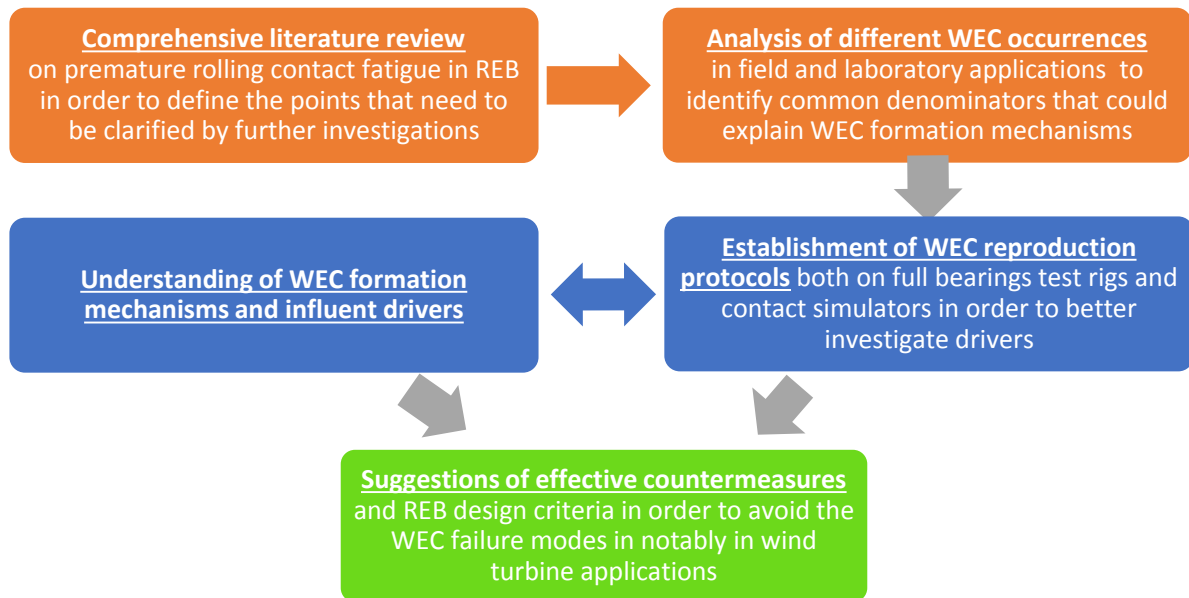 Comprehensive literature review
on premature rolling contact fatigue in REB
in order to define the points that need to
be clarified by further investigations
Analysis of different WEC occurrences
in field and laboratory applications to
identify common denominators that could
explain WEC formation mechanisms
Understanding of WEC formation
mechanisms and influent drivers
Establishment of WEC reproduction
protocols both on full bearings test rigs and
contact simulators in order to better
investigate drivers
Suggestions of effective countermeasures
and REB design criteria in order to avoid the
WEC failure modes in notably in wind
turbine applications